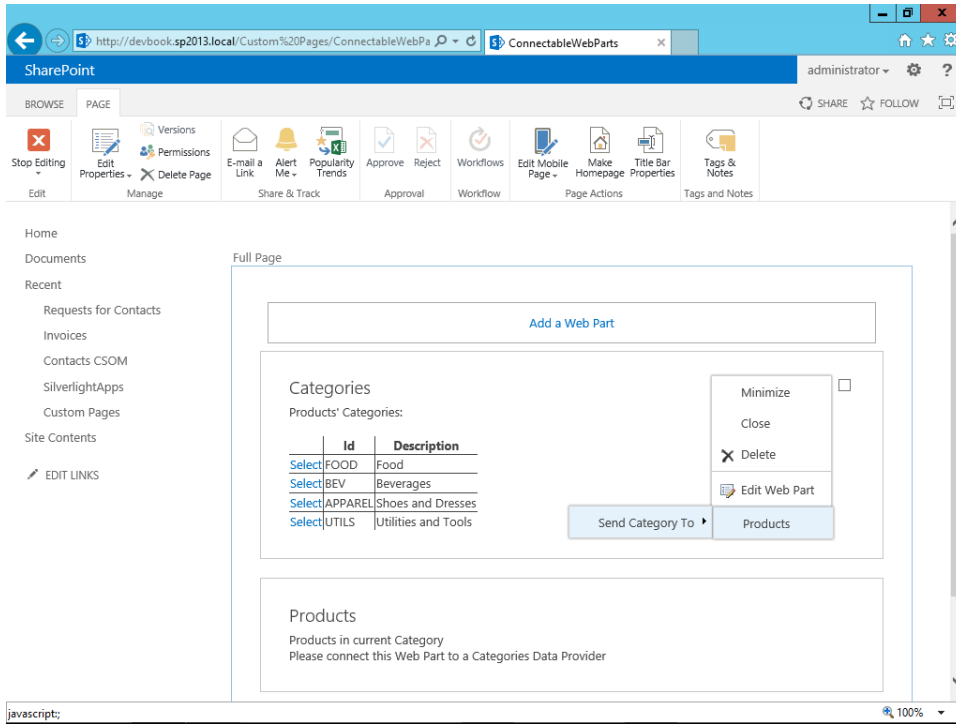 http://devbook.sp2013.local/Custom%20Pages/ConnectableWebPa
ConnectableWebParts
SharePoint
administrator
?
BROWSE PAGE
SHARE FOLLOW
Stop Editing
Edit Properties
Versions
Permissions
Delete Page
E-mail a Link
Alert Me
Popularity Trends
Approve
Reject
Workflows
Edit Mobile Page
Make Homepage
Title Bar Properties
Tags & Notes
Edit Manage Share & Track Approval Workflow Page Actions Tags and Notes
Home
Documents
Recent
Requests for Contacts
Invoices
Contacts CSOM
SilverlightApps
Custom Pages
Site Contents
EDIT LINKS
Full Page
Add a Web Part
Categories
Products' Categories:
Id Description
Select FOOD Food
Select BEV Beverages
Select APPAREL Shoes and Dresses
Select UTILS Utilities and Tools
Minimize
Close
Delete
Edit Web Part
Send Category To Products
Products
Products in current Category
Please connect this Web Part to a Categories Data Provider
javascript:;
100%